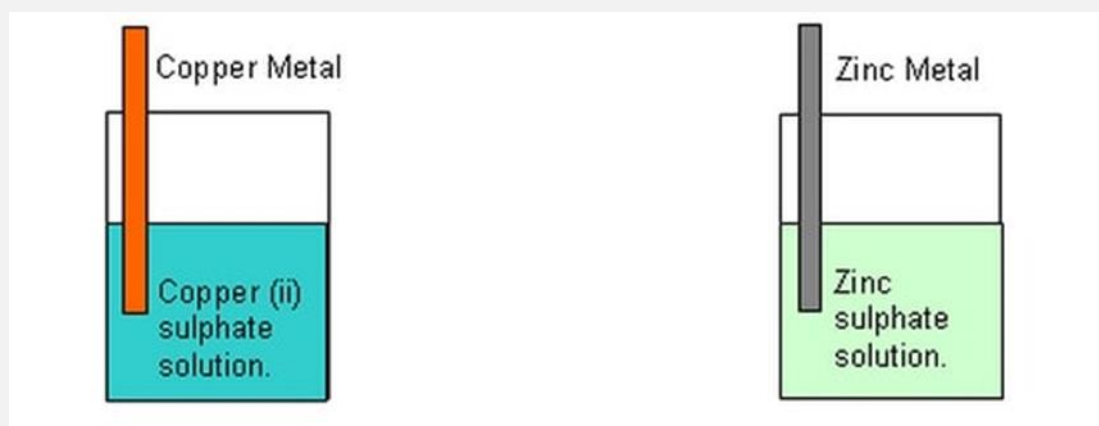 Copper Metal
Copper (ii)
sulphate
solution.
Zinc Metal
Zinc
sulphate
solution.